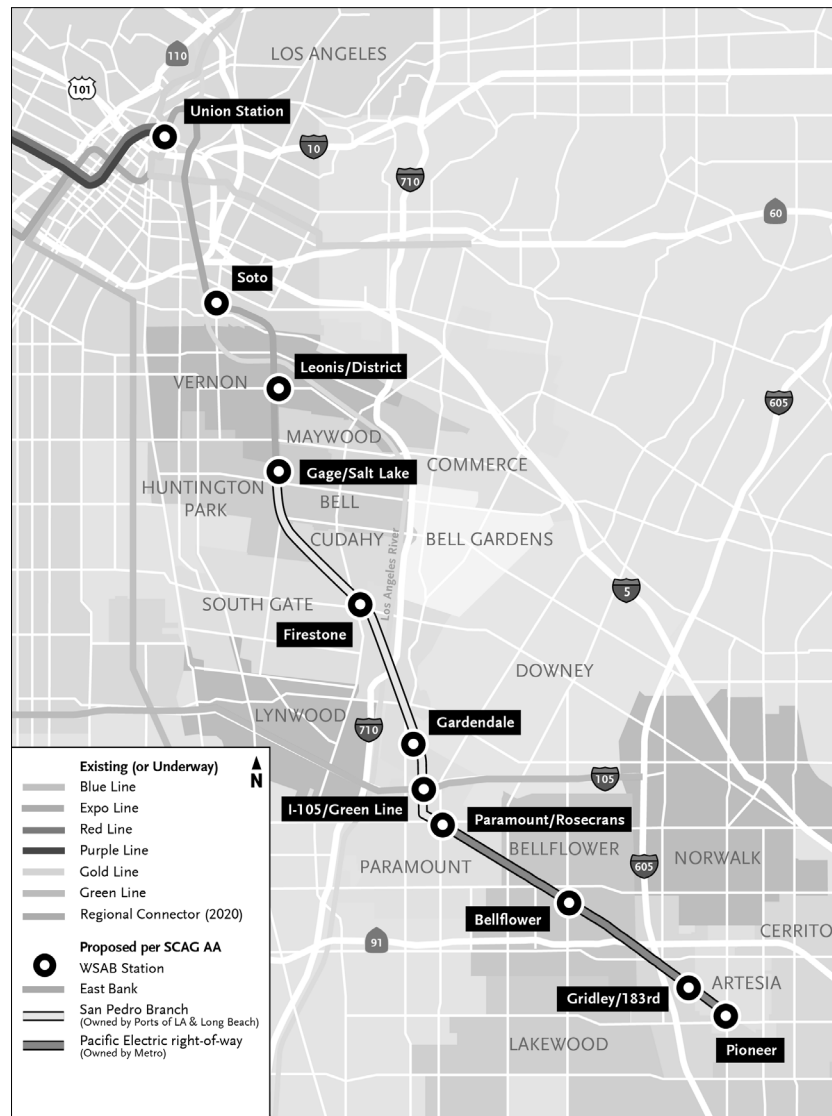 LOS ANGELES
110
101
Union Station
10
710
60
Soto
VERNON
Leonis/District
605
MAYWOOD
COMMERCE
Gage/Salt Lake
HUNTINGTON
PARK
BELL
CUDAHY
BELL GARDENS
Los Angeles River
SOUTH GATE
5
Firestone
DOWNEY
LYNWOOD
710
Gardendale
105
I-105/Green Line
Paramount/Rosecrans
PARAMOUNT
BELLFLOWER
NORWALK
605
Bellflower
91
CERRITO
Gridley/183rd
ARTESIA
LAKEWOOD
Pioneer
Existing (or Underway)
N
Blue Line
Expo Line
Red Line
Purple Line
Gold Line
Green Line
Regional Connector (2020)
Proposed per SCAG AA
WSAB Station
East Bank
San Pedro Branch
(Owned by Ports of LA & Long Beach)
Pacific Electric right-of-way
(Owned by Metro)